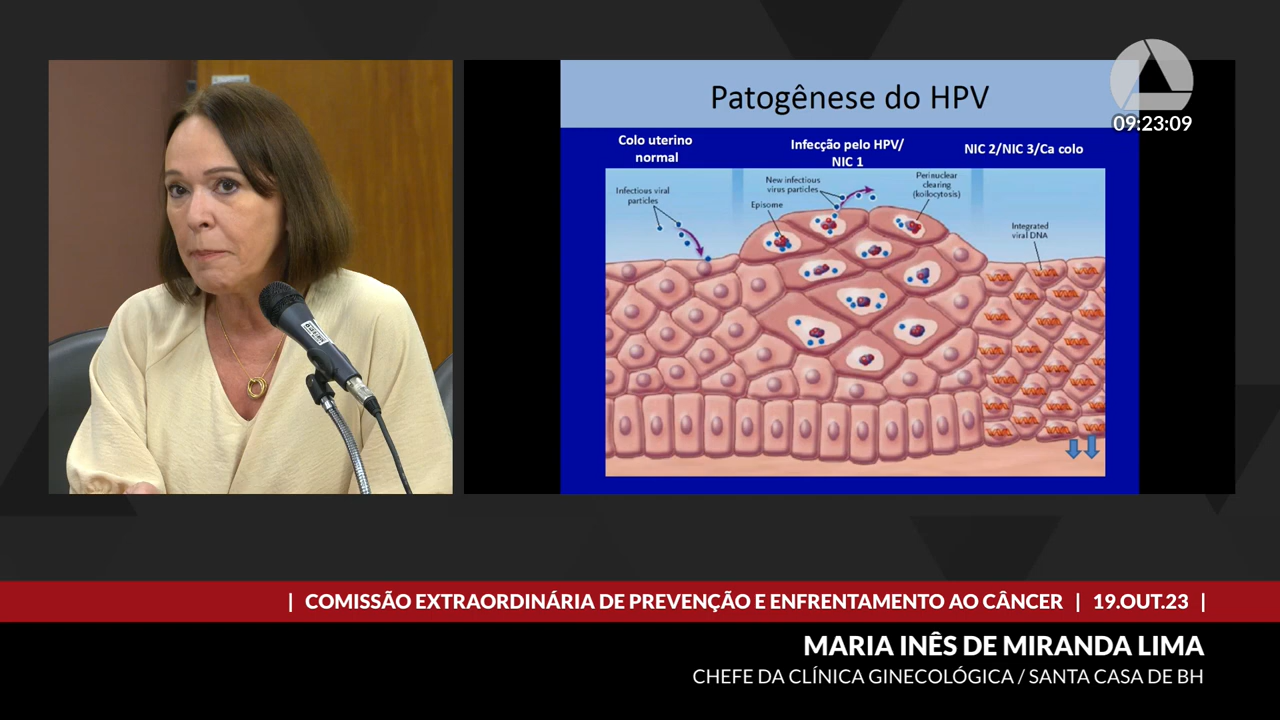 09:23:09
Patogênese do HPV
Colo uterino
normal
Infecção pelo HPV/
NIC 1
NIC 2/NIC 3/Ca colo
Infectious viral
particles
New infectious
virus particles
Episome
Perinuclear
clearing
(koilocytosis)
Integrated
viral DNA
| COMISSÃO EXTRAORDINÁRIA DE PREVENÇÃO E ENFRENTAMENTO AO CÂNCER | 19.OUT.23 |
MARIA INÊS DE MIRANDA LIMA
CHEFE DA CLÍNICA GINECOLÓGICA / SANTA CASA DE BH